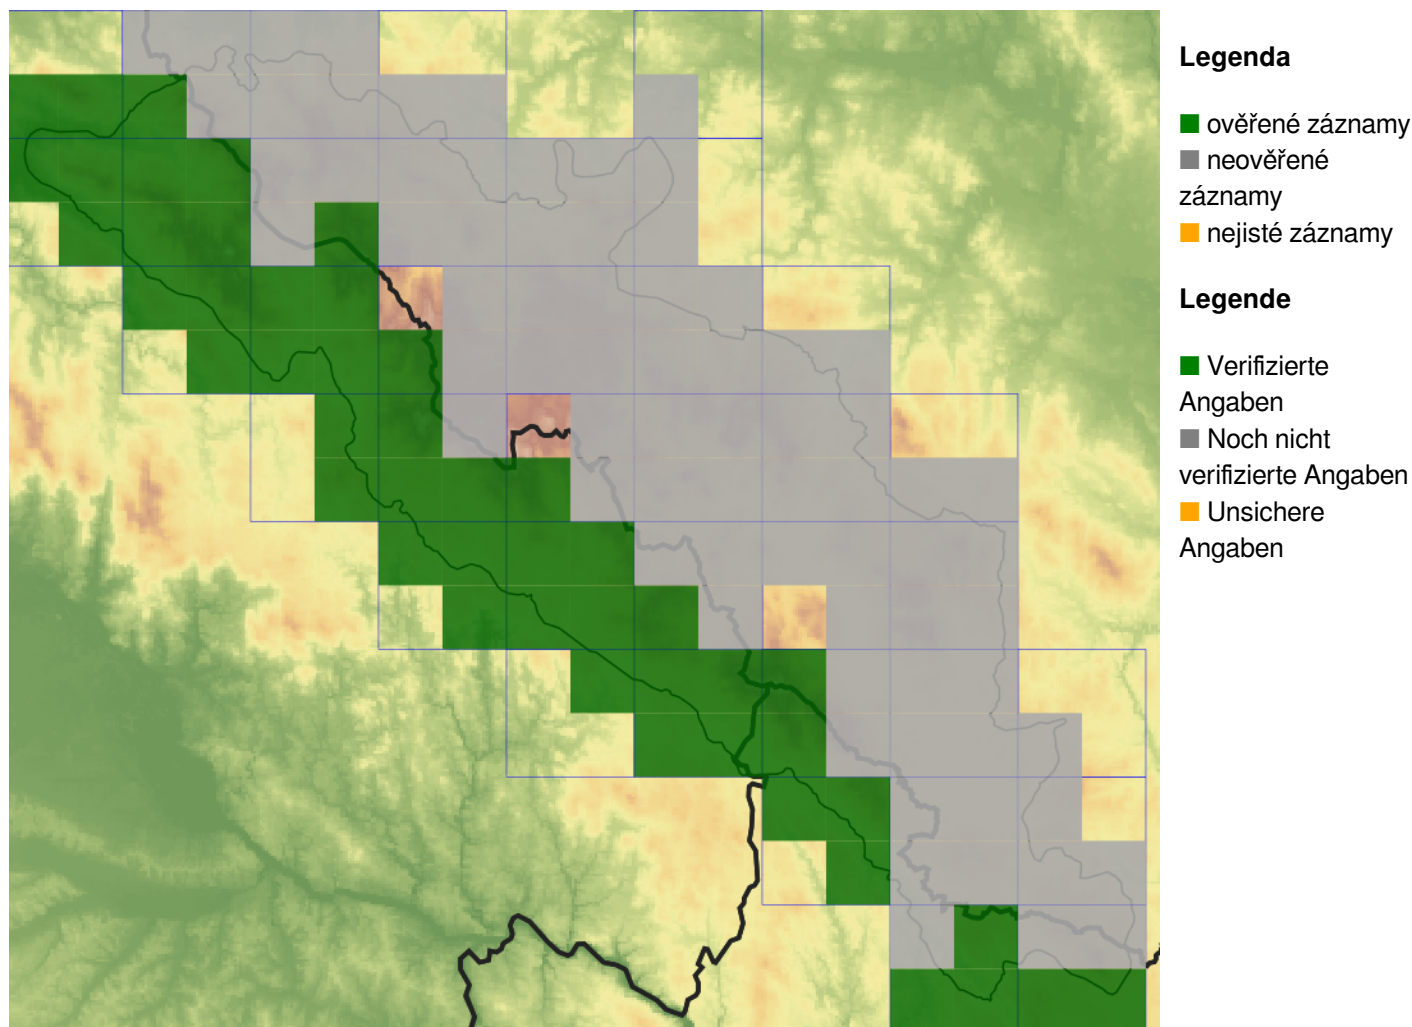 Legenda
ověřené záznamy
neověřené
záznamy
nejisté záznamy
Legende
Verifizierte
Angaben
Noch nicht
verifizierte Angaben
Unsichere
Angaben